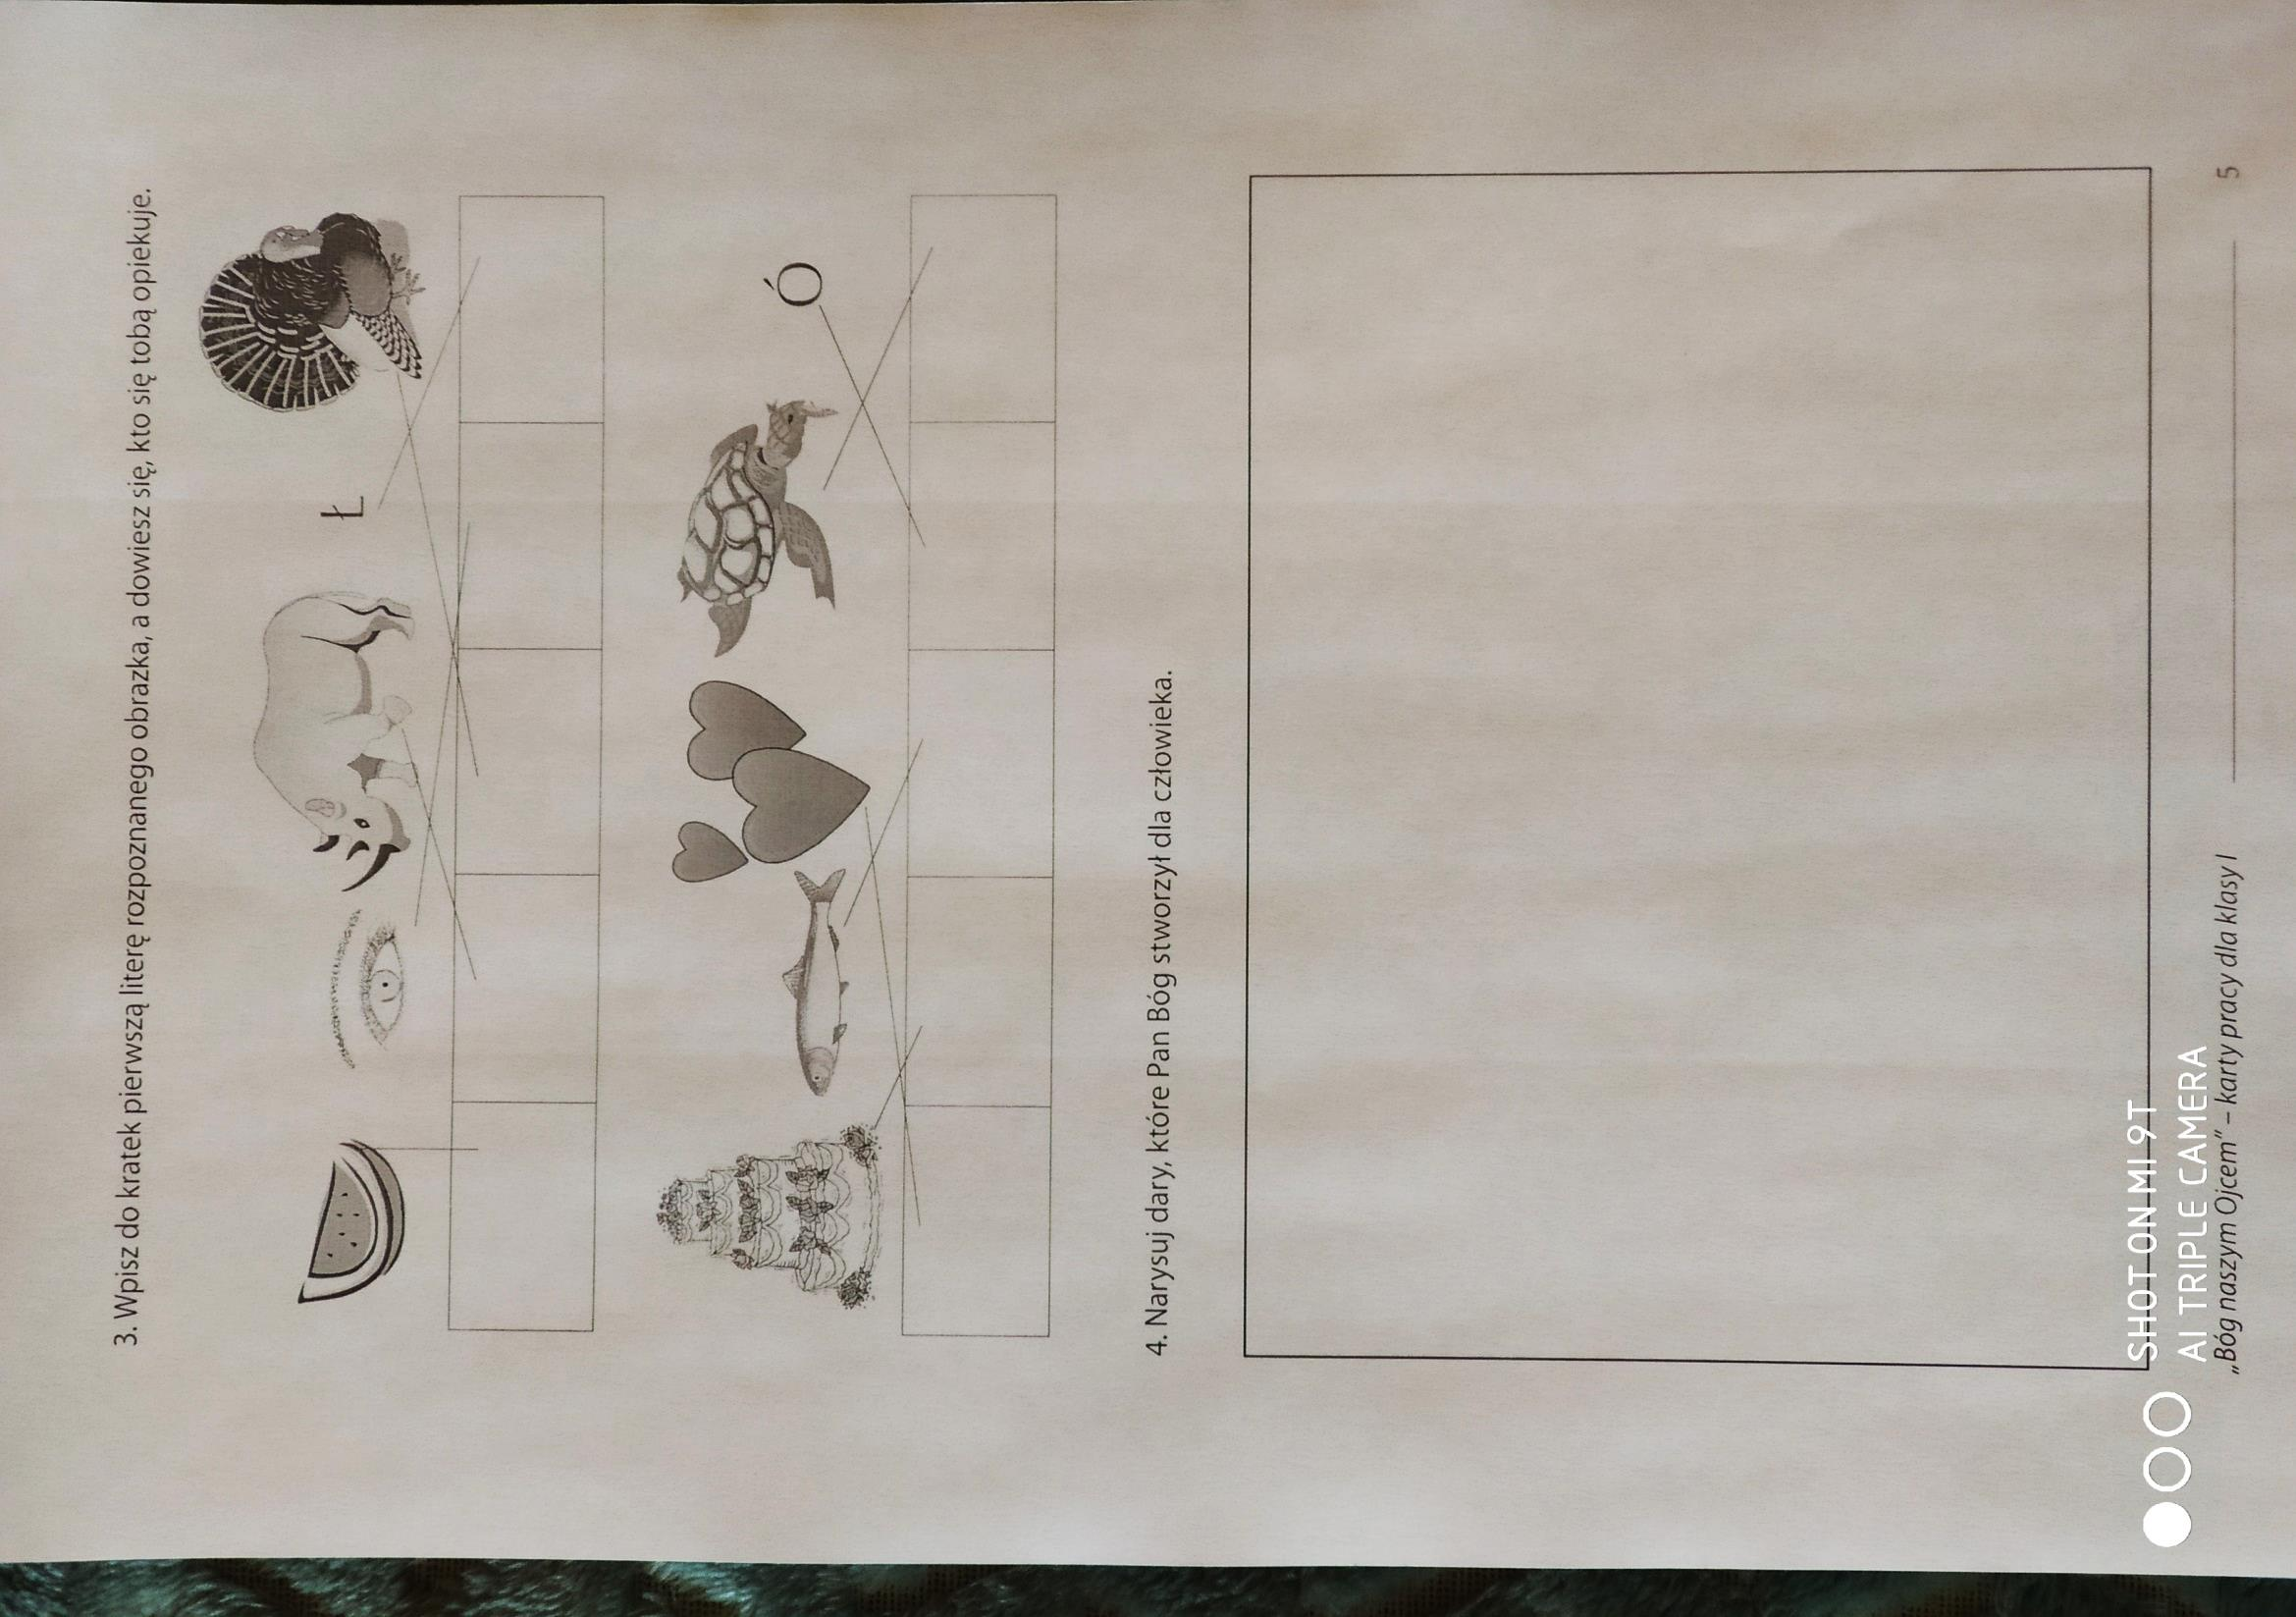 3. Wpisz do kratek pierwszą literę rozpoznanego obrazka, a dowiesz się, kto się tobą opiekuje.
Ł
Ó
4. Narysuj dary, które Pan Bóg stworzył dla człowieka.
„Bóg naszym Ojcem” – karty pracy dla klasy I
5
SHOT ON MI 9T
AI TRIPLE CAMERA